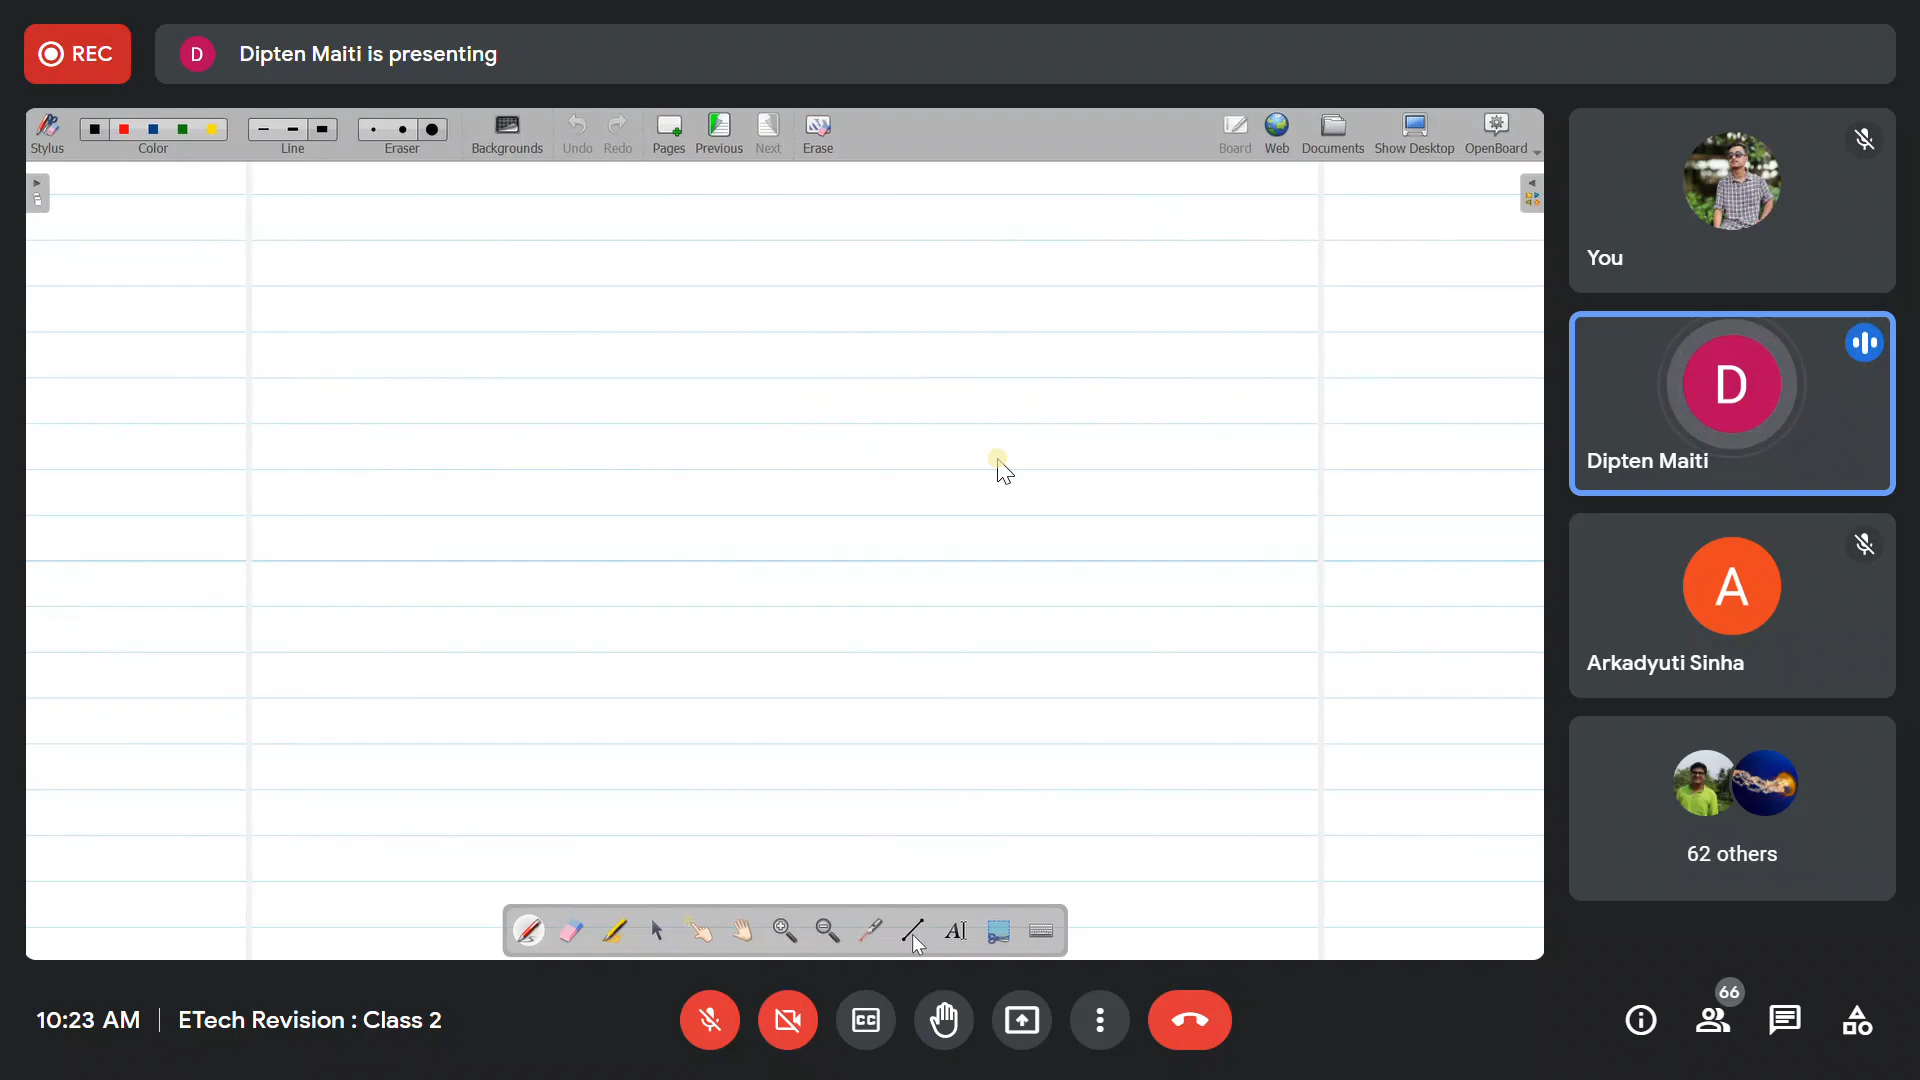 REC
D
Dipten Maiti is presenting
Stylus
Color
Line
Eraser
Backgrounds
Undo
Redo
Pages
Previous
Next
Erase
Board
Web
Documents
Show Desktop
OpenBoard
You
D
Dipten Maiti
A
Arkadyuti Sinha
62 others
A
10:23 AM
ETech Revision : Class 2
CC
66